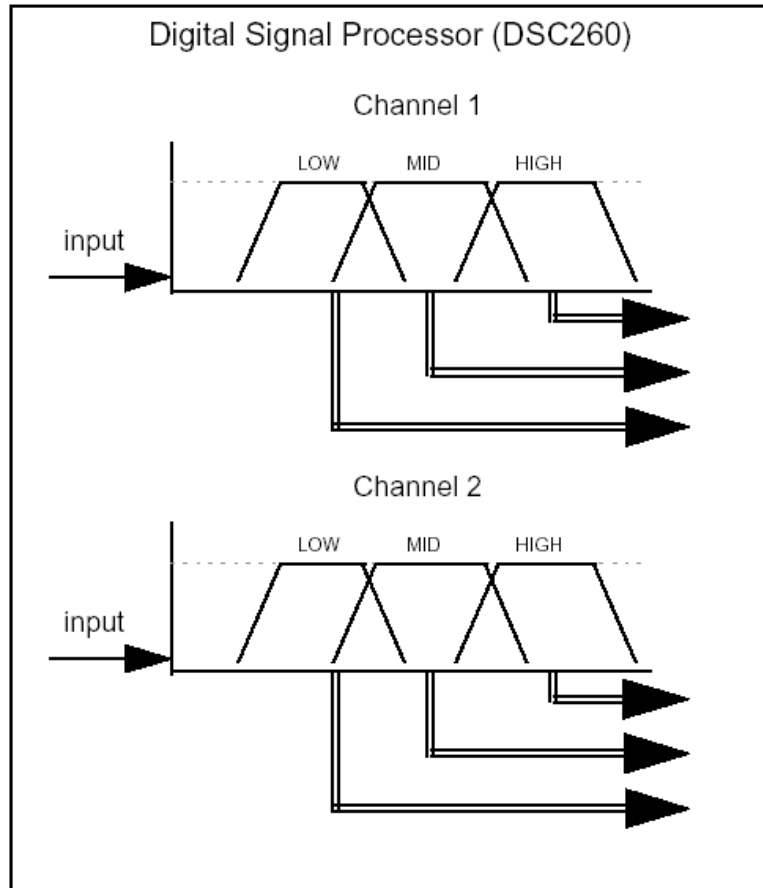 Digital Signal Processor (DSC260)
Channel 1
LOW MID HIGH
input
Channel 2
LOW MID HIGH
input